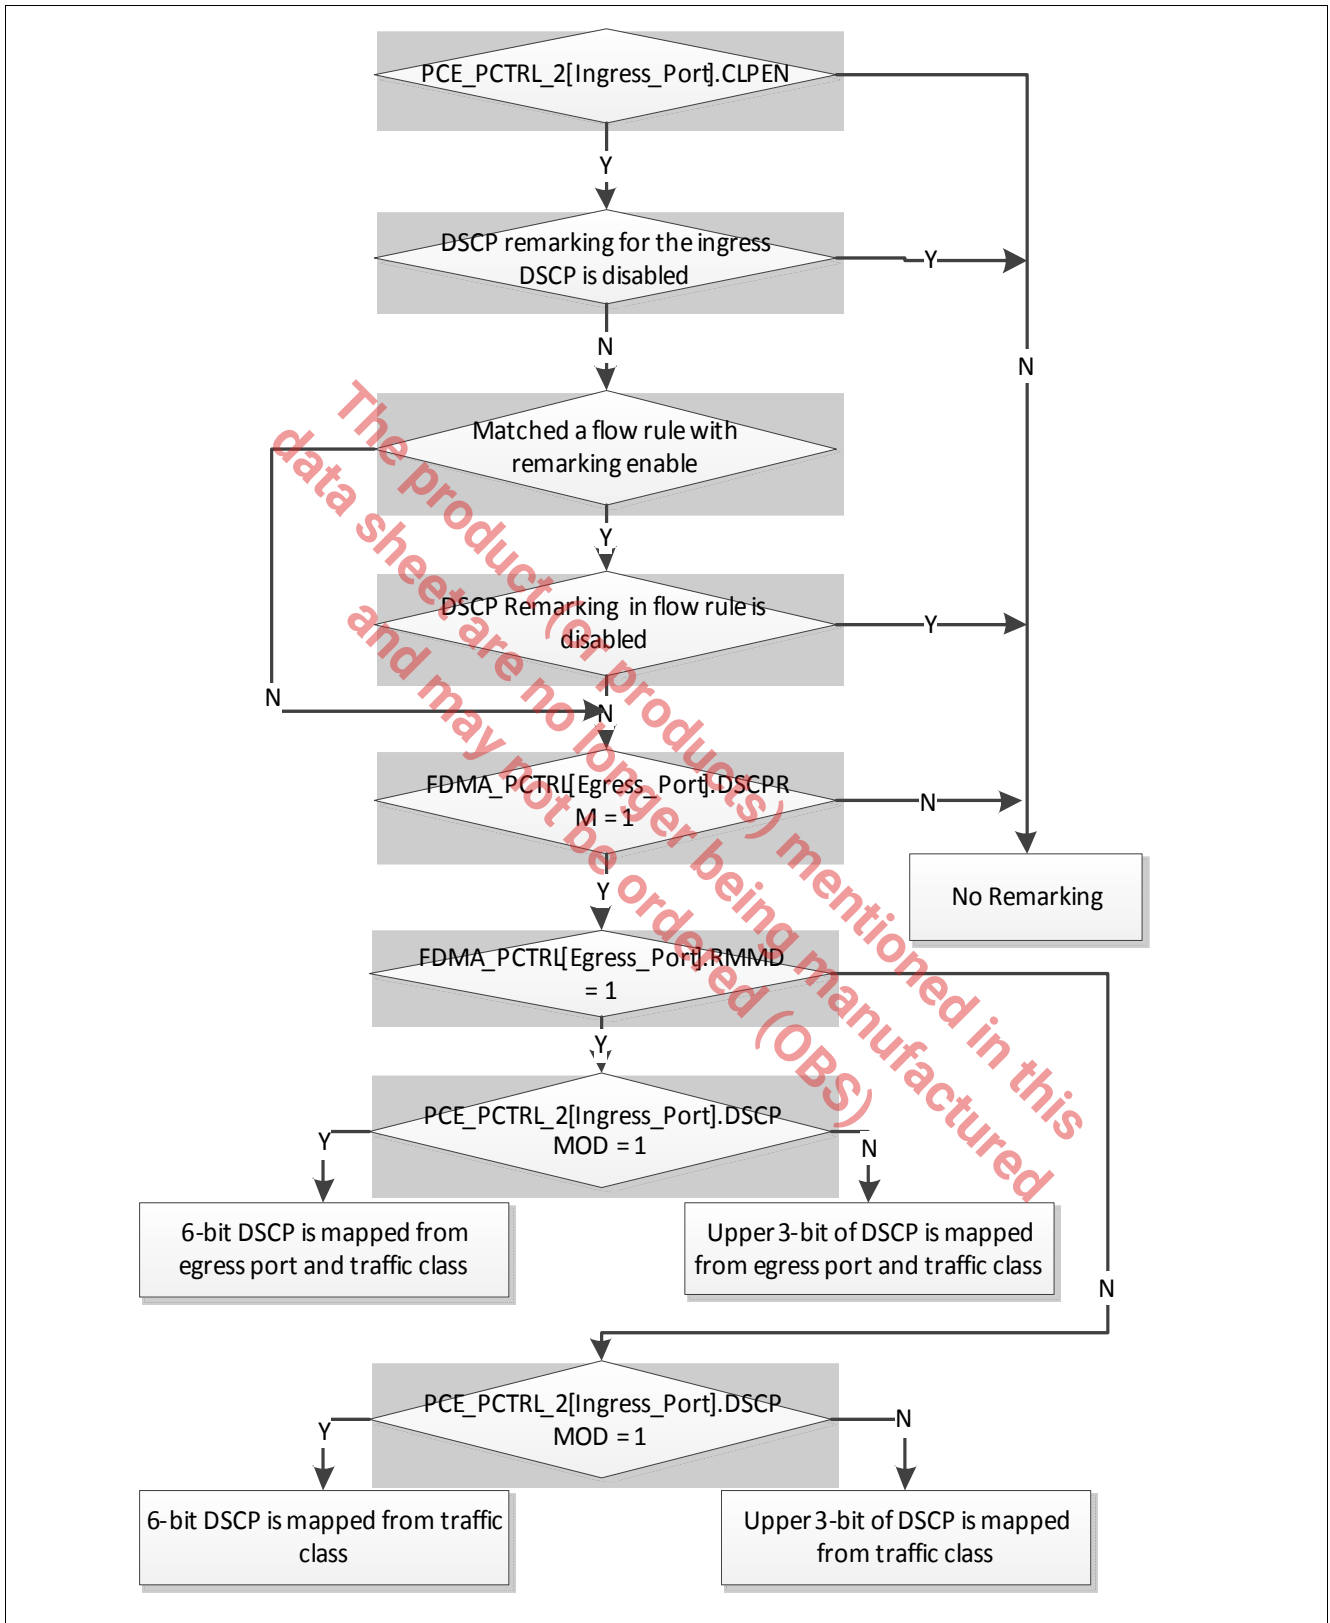 PCE_PCTRL_2[Ingress_Port].CLPEN
Y
DSCP remarking for the ingress
DSCP is disabled
Y
N
N
Matched a flow rule with
remarking enable
Y
DSCP Remarking in flow rule is
disabled
Y
N
N
FDMA_PCTRL[Egress_Port].DSCPR
M = 1
N
Y
No Remarking
FDMA_PCTRL[Egress_Port].RMMD
= 1
Y
PCE_PCTRL_2[Ingress_Port].DSCP
MOD = 1
Y
N
6-bit DSCP is mapped from
egress port and traffic class
Upper 3-bit of DSCP is mapped
from egress port and traffic class
N
PCE_PCTRL_2[Ingress_Port].DSCP
MOD = 1
Y
N
6-bit DSCP is mapped from traffic
class
Upper 3-bit of DSCP is mapped
from traffic class
The product (or products) mentioned in this
data sheet are no longer being manufactured
and may not be ordered (OBS)